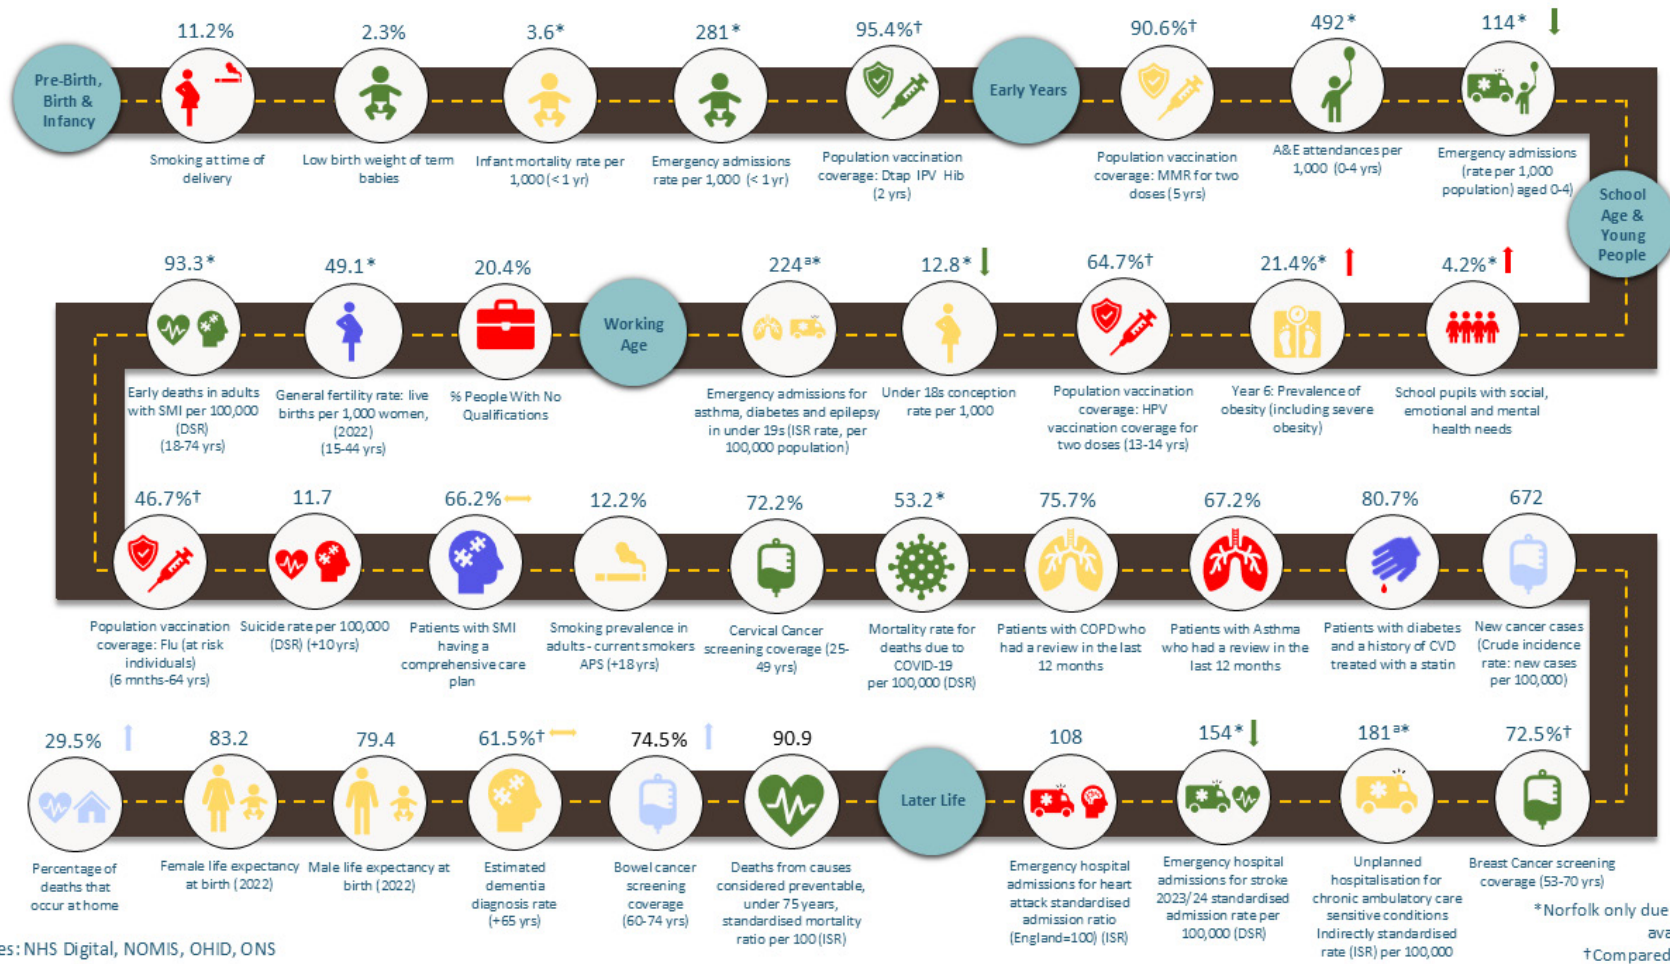 11.2%
2.3%
3.6*
281*
95.4%†
90.6%†
492*
114*
Pre-Birth,
Birth &
Infancy
Early Years
Smoking at time of
delivery
Low birth weight of term
babies
Infant mortality rate per
1,000 (< 1 yr)
Emergency admissions
rate per 1,000 (< 1 yr)
Population vaccination
coverage: Dtap IPV Hib
(2 yrs)
Population vaccination
coverage: MMR for two
doses (5 yrs)
A&E attendances per
1,000 (0-4 yrs)
Emergency admissions
(rate per 1,000
population) aged 0-4)
School
Age &
Young
People
93.3*
49.1*
20.4%
224ª*
12.8*
64.7%†
21.4%*
4.2%*
Working
Age
Early deaths in adults
with SMI per 100,000
(DSR)
(18-74 yrs)
General fertility rate: live
births per 1,000 women,
(2022)
(15-44 yrs)
% People With No
Qualifications
Emergency admissions for
asthma, diabetes and epilepsy
in under 19s (ISR rate, per
100,000 population)
Under 18s conception
rate per 1,000
Population vaccination
coverage: HPV
vaccination coverage for
two doses (13-14 yrs)
Year 6: Prevalence of
obesity (including severe
obesity)
School pupils with social,
emotional and mental
health needs
46.7%†
11.7
66.2%
12.2%
72.2%
53.2*
75.7%
67.2%
80.7%
672
Population vaccination
coverage: Flu (at risk
individuals)
(6 mnths-64 yrs)
Suicide rate per 100,000
(DSR) (+10 yrs)
Patients with SMI
having a
comprehensive care
plan
Smoking prevalence in
adults - current smokers
APS (+18 yrs)
Cervical Cancer
screening coverage (25-
49 yrs)
Mortality rate for
deaths due to
COVID-19
per 100,000 (DSR)
Patients with COPD who
had a review in the last
12 months
Patients with Asthma
who had a review in the
last 12 months
Patients with diabetes
and a history of CVD
treated with a statin
New cancer cases
(Crude incidence
rate: new cases
per 100,000)
29.5%
83.2
79.4
61.5%†
74.5%
90.9
108
154*
181ª*
72.5%†
Later Life
Percentage of
deaths that
occur at home
Female life expectancy
at birth (2022)
Male life expectancy at
birth (2022)
Estimated
dementia
diagnosis rate
(+65 yrs)
Bowel cancer
screening
coverage
(60-74 yrs)
Deaths from causes
considered preventable,
under 75 years,
standardised mortality
ratio per 100 (ISR)
Emergency hospital
admissions for heart
attack standardised
admission ratio
(England=100) (ISR)
Emergency hospital
admissions for stroke
2023/24 standardised
admission rate per
100,000 (DSR)
Unplanned
hospitalisation for
chronic ambulatory care
sensitive conditions
Indirectly standardised
rate (ISR) per 100,000
Breast Cancer screening
coverage (53-70 yrs)
*Norfolk only due
ava
†Compared
es: NHS Digital, NOMIS, OHID, ONS